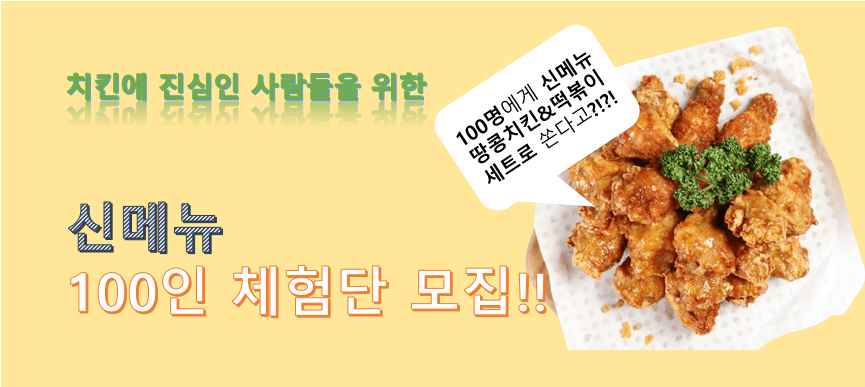 치킨에 진심인 사람들을 위한
100명에게 신메뉴
땅콩치킨&떡볶이
세트로 쏜다고?!?!
신메뉴
100인 체험단 모집!!